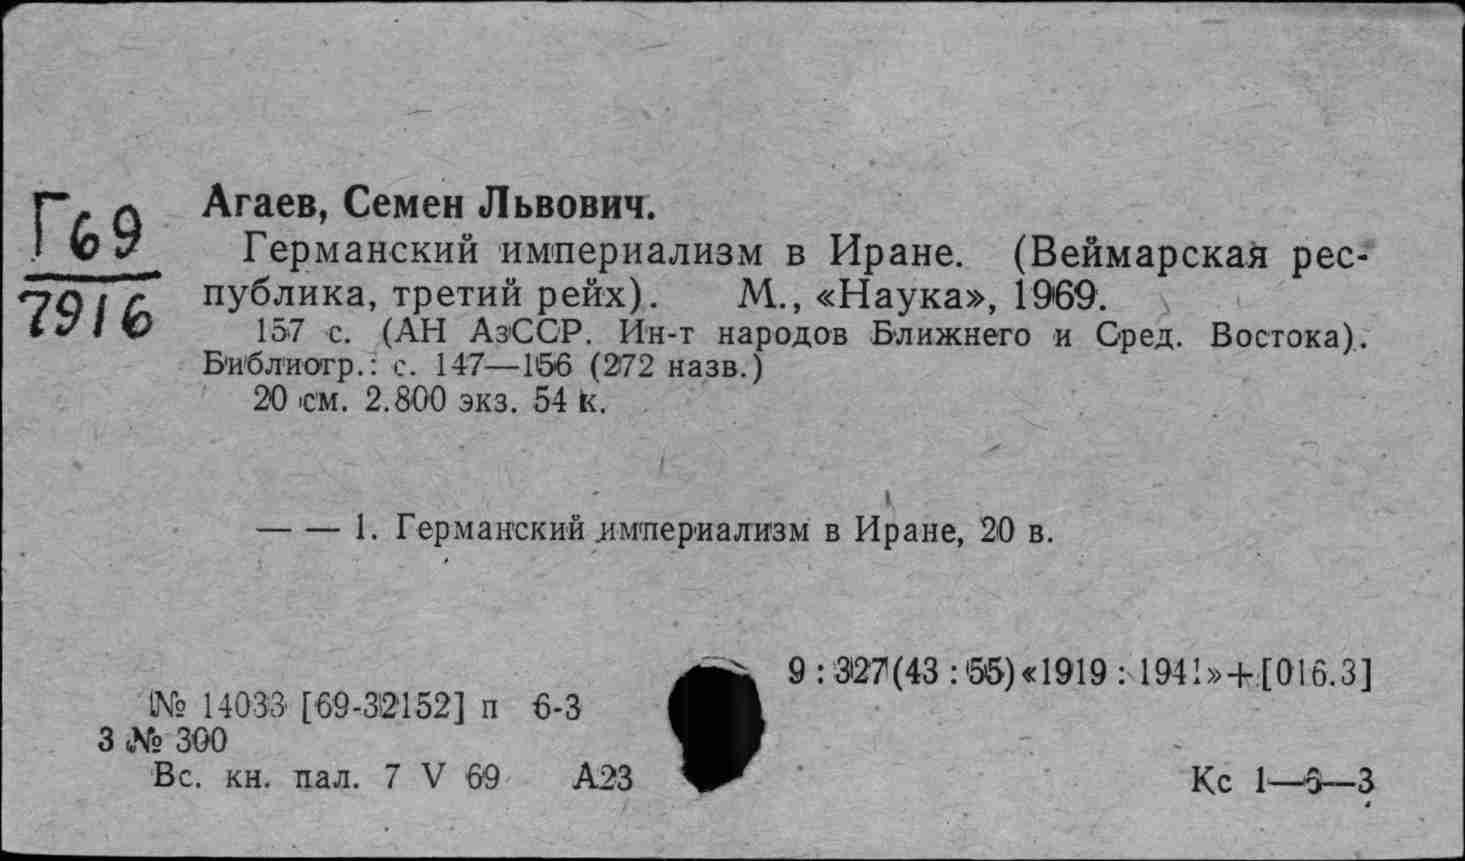 Г69
7916
Агаев, Семен Львович.
Германский империализм в Иране. (Веймарская рес-
публика, третий рейх). М., «Наука», 1969.
157 с. (АН АзССР. Ин-т народов Ближнего и Сред. Востока).
Библиогр.: с. 147—156 (272 назв.)
20 см. 2.800 экз. 54 к.
— — 1. Германский империализм в Иране, 20 в.
9 : 327(43 : 55) «1919 : 1941» + [016.3]
№ 14033 [69-32152] п 6-3
З № 300
Вс. кн. пал. 7 V 69 А23
Кс 1—6—3